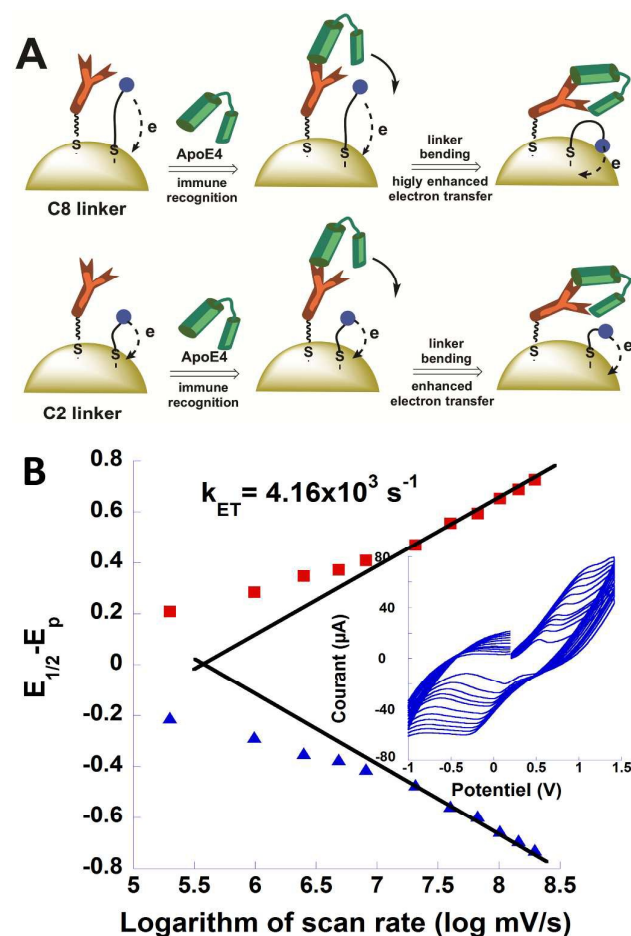 A
e
S
C8 linker
ApoE4
immune
recognition
e
S
S
linker
bending
higly enhanced
electron transfer
S
S
e
e
S
S
C2 linker
ApoE4
immune
recognition
e
S
S
linker
bending
enhanced
electron transfer
S
S
e
B
k_ET = 4.16x10³ s⁻¹
E_1/2-E_p
0.8
0.6
0.4
0.2
0
-0.2
-0.4
-0.6
-0.8
5
5.5
6
6.5
7
7.5
8
8.5
Logarithm of scan rate (log mV/s)
Courant (µA)
80
40
0
-40
-80
-1
-0.5
0
0.5
1
1.5
Potentiel (V)